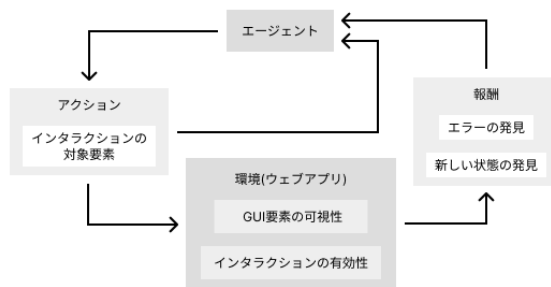 エージェント
アクション
インタラクションの
対象要素
環境(ウェブアプリ)
GUI要素の可視性
インタラクションの有効性
報酬
エラーの発見
新しい状態の発見